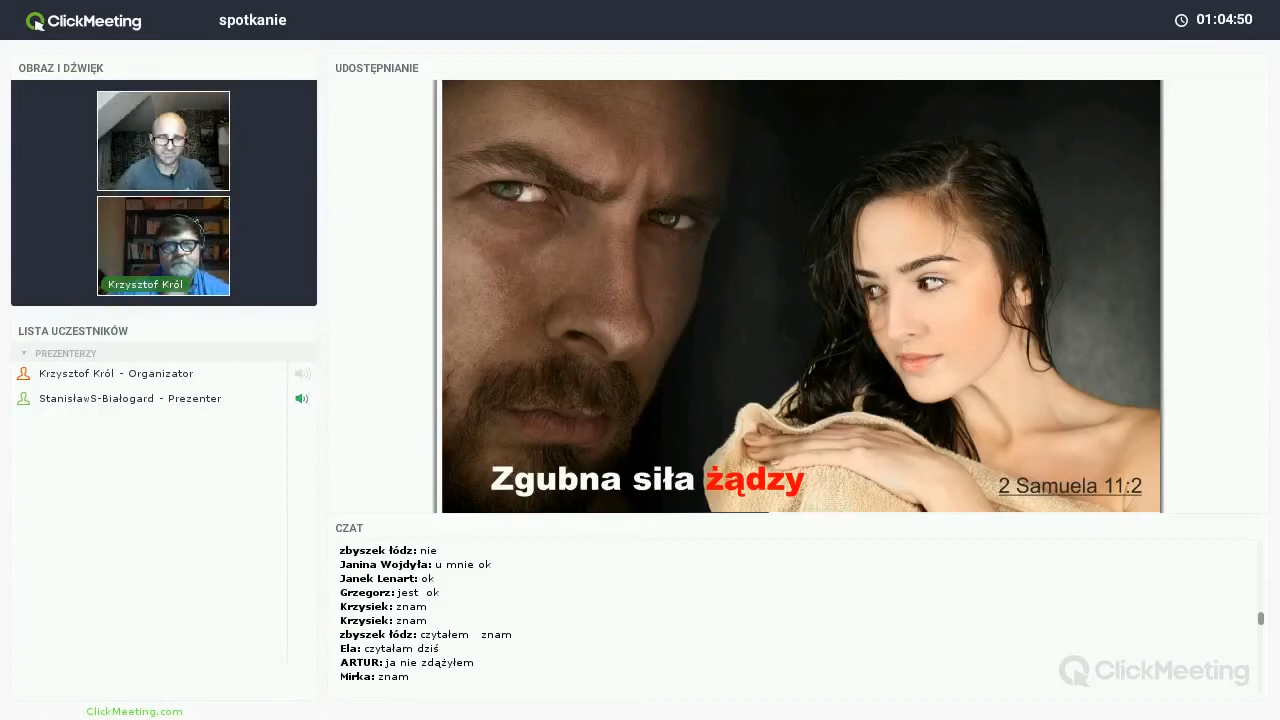 ClickMeeting
spotkanie
01:04:50
OBRAZ I DŹWIĘK
Krzysztof Król
LISTA UCZESTNIKÓW
PREZENTERZY
Krzysztof Król - Organizator
StanisławS-Białogard - Prezenter
ClickMeeting.com
UDOSTĘPNIANIE
Zgubna siła żądzy
2 Samuela 11:2
CZAT
zbyszek łódz: nie
Janina Wojdyła: u mnie ok
Janek Lenart: ok
Grzegorz: jest ok
Krzysiek: znam
Krzysiek: znam
zbyszek łódz: czytałem znam
Ela: czytałam dziś
ARTUR: ja nie zdążyłem
Mirka: znam
ClickMeeting